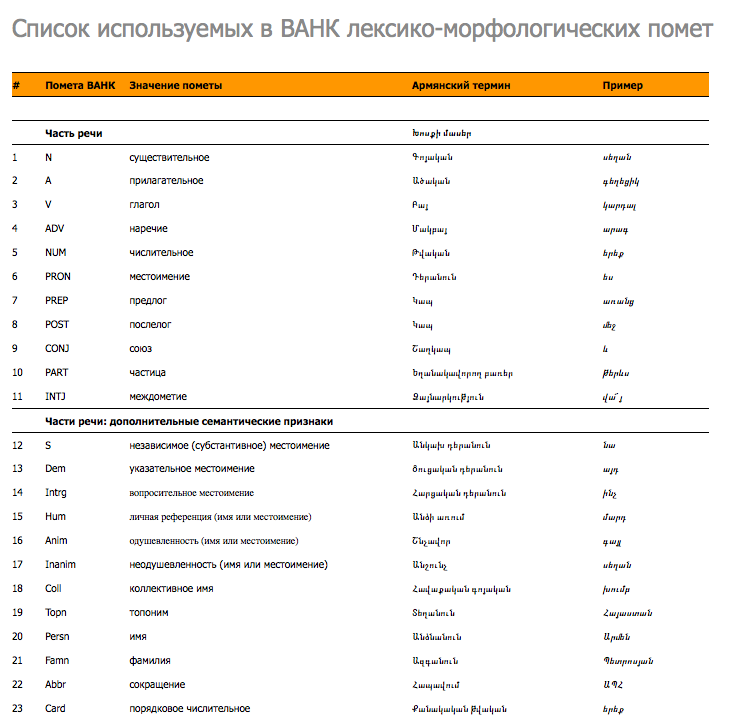 Список используемых в ВАНК лексико-морфологических помет
# Помета ВАНК Значение пометы Армянский термин Пример
Часть речи Խոսքի մասեր
1 N существительное Գոյական սեղան
2 A прилагательное Ածական գեղեցիկ
3 V глагол Բայ կարդալ
4 ADV наречие Մակբայ արագ
5 NUM числительное Թվական երեք
6 PRON местоимение Դերանուն ես
7 PREP предлог Կապ առանց
8 POST послелог Կապ մեջ
9 CONJ союз Շաղկապ և
10 PART частица Եղանակավորող բառեր թերևս
11 INTJ междометие Ձայնարկություն վա՜յ
Части речи: дополнительные семантические признаки
12 S независимое (субстантивное) местоимение Անկախ դերանուն նա
13 Dem указательное местоимение Ցուցական դերանուն այդ
14 Intrg вопросительное местоимение Հարցական դերանուն ինչ
15 Hum личная референция (имя или местоимение) Անձի առում մարդ
16 Anim одушевленность (имя или местоимение) Շնչավոր գայլ
17 Inanim неодушевленность (имя или местоимение) Անշունչ սեղան
18 Coll коллективное имя Հավաքական գոյական խումբ
19 Topn топоним Տեղանուն Հայաստան
20 Persn имя Անձնանուն Արմեն
21 Famn фамилия Ազգանուն Պետրոսյան
22 Abbr сокращение Հապավում ԱՊՀ
23 Card порядковое числительное Քանակական թվական երեք